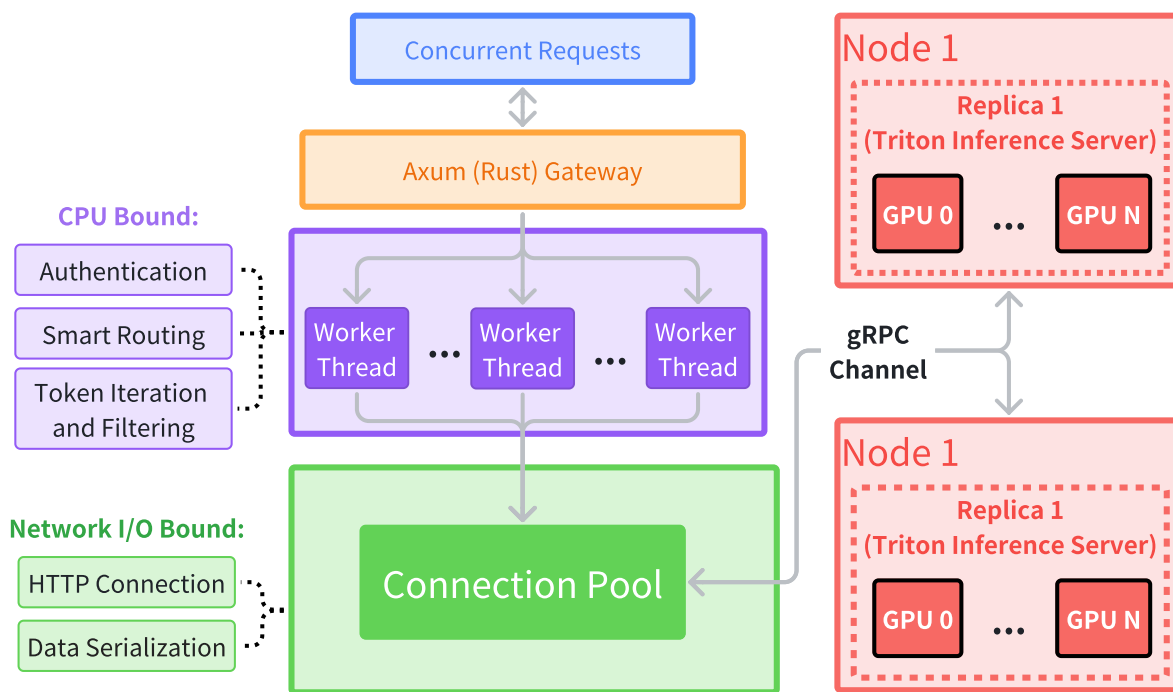 Concurrent Requests
Axum (Rust) Gateway
CPU Bound:
Authentication
Smart Routing
Token Iteration
and Filtering
Worker
Thread
...
Worker
Thread
...
Worker
Thread
Network I/O Bound:
HTTP Connection
Data Serialization
Connection Pool
gRPC
Channel
Node 1
Replica 1
(Triton Inference Server)
GPU 0
...
GPU N
Node 1
Replica 1
(Triton Inference Server)
GPU 0
...
GPU N